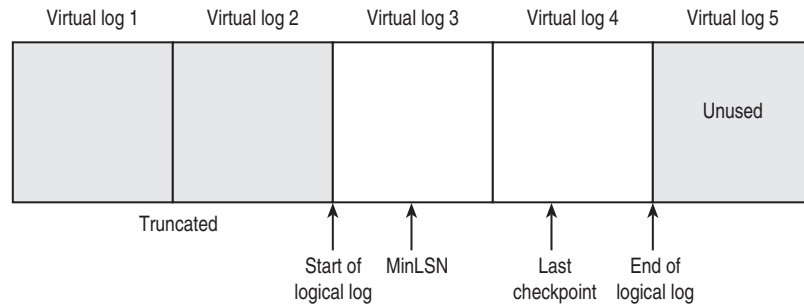 Virtual log 1 Virtual log 2 Virtual log 3 Virtual log 4 Virtual log 5
Unused
Truncated
Start of
logical log
MinLSN
Last
checkpoint
End of
logical log